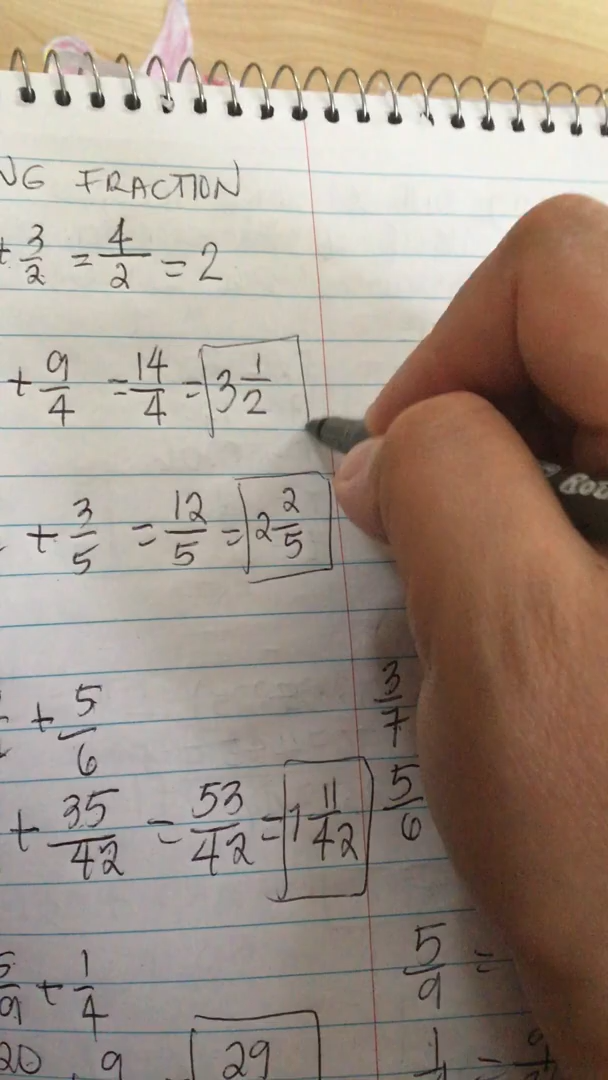 NG FRACTION
+ 3/2 = 4/2 = 2
+ 9/4 = 14/4 = 3 1/2
+ 3/5 = 12/5 = 2 2/5
+ 5/6
3/7
+ 35/42 = 53/42 = 1 11/42
5/6
5/9 + 1/4
5/9 =
20 9 29